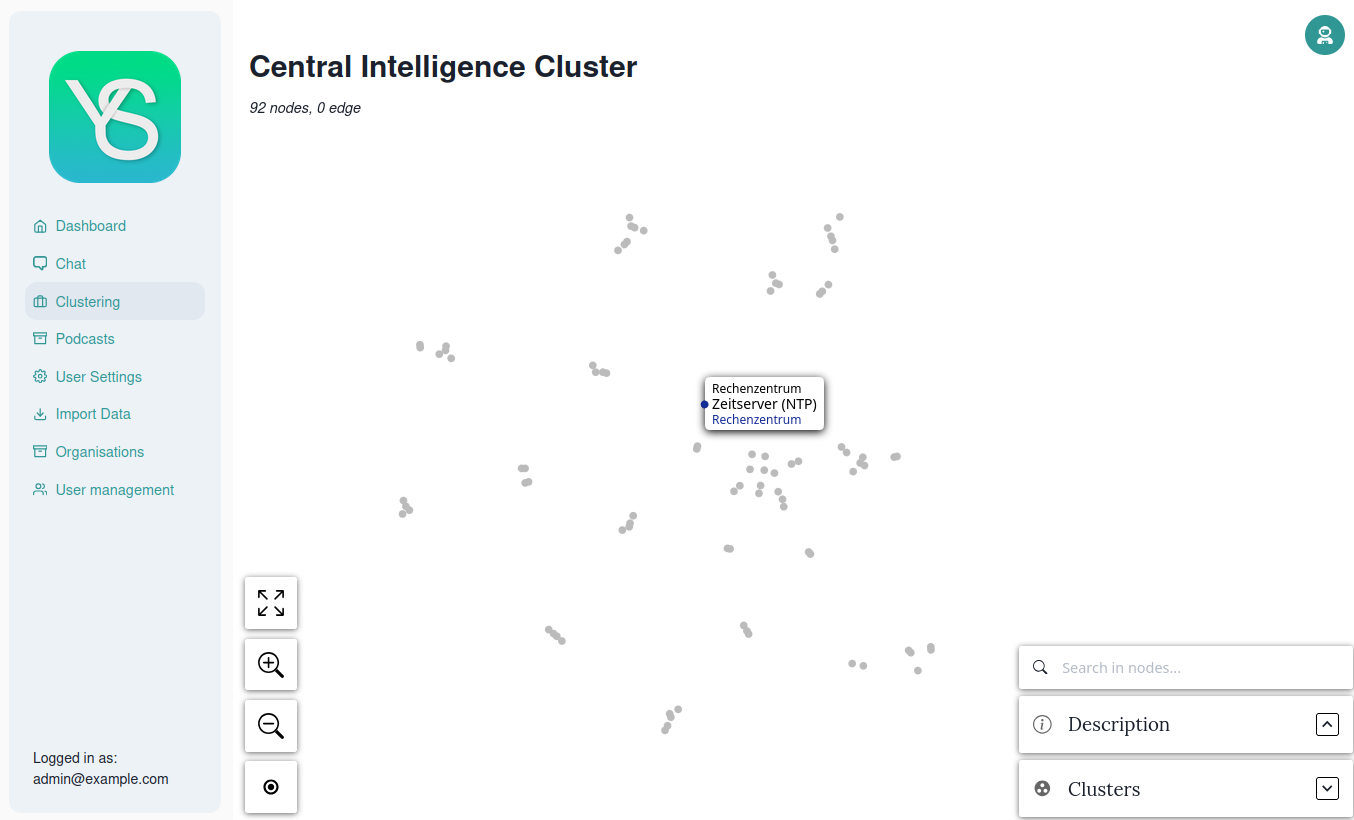 YS
Dashboard
Chat
Clustering
Podcasts
User Settings
Import Data
Organisations
User management
Logged in as:
admin@example.com
Central Intelligence Cluster
92 nodes, 0 edge
Rechenzentrum
Zeitserver (NTP)
Rechenzentrum
Search in nodes...
Description
Clusters